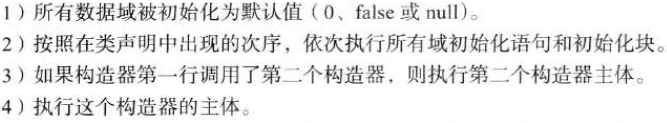 1）所有数据域被初始化为默认值（0、false 或 null）。
2）按照在类声明中出现的次序，依次执行所有域初始化语句和初始化块。
3）如果构造器第一行调用了第二个构造器，则执行第二个构造器主体。
4）执行这个构造器的主体。